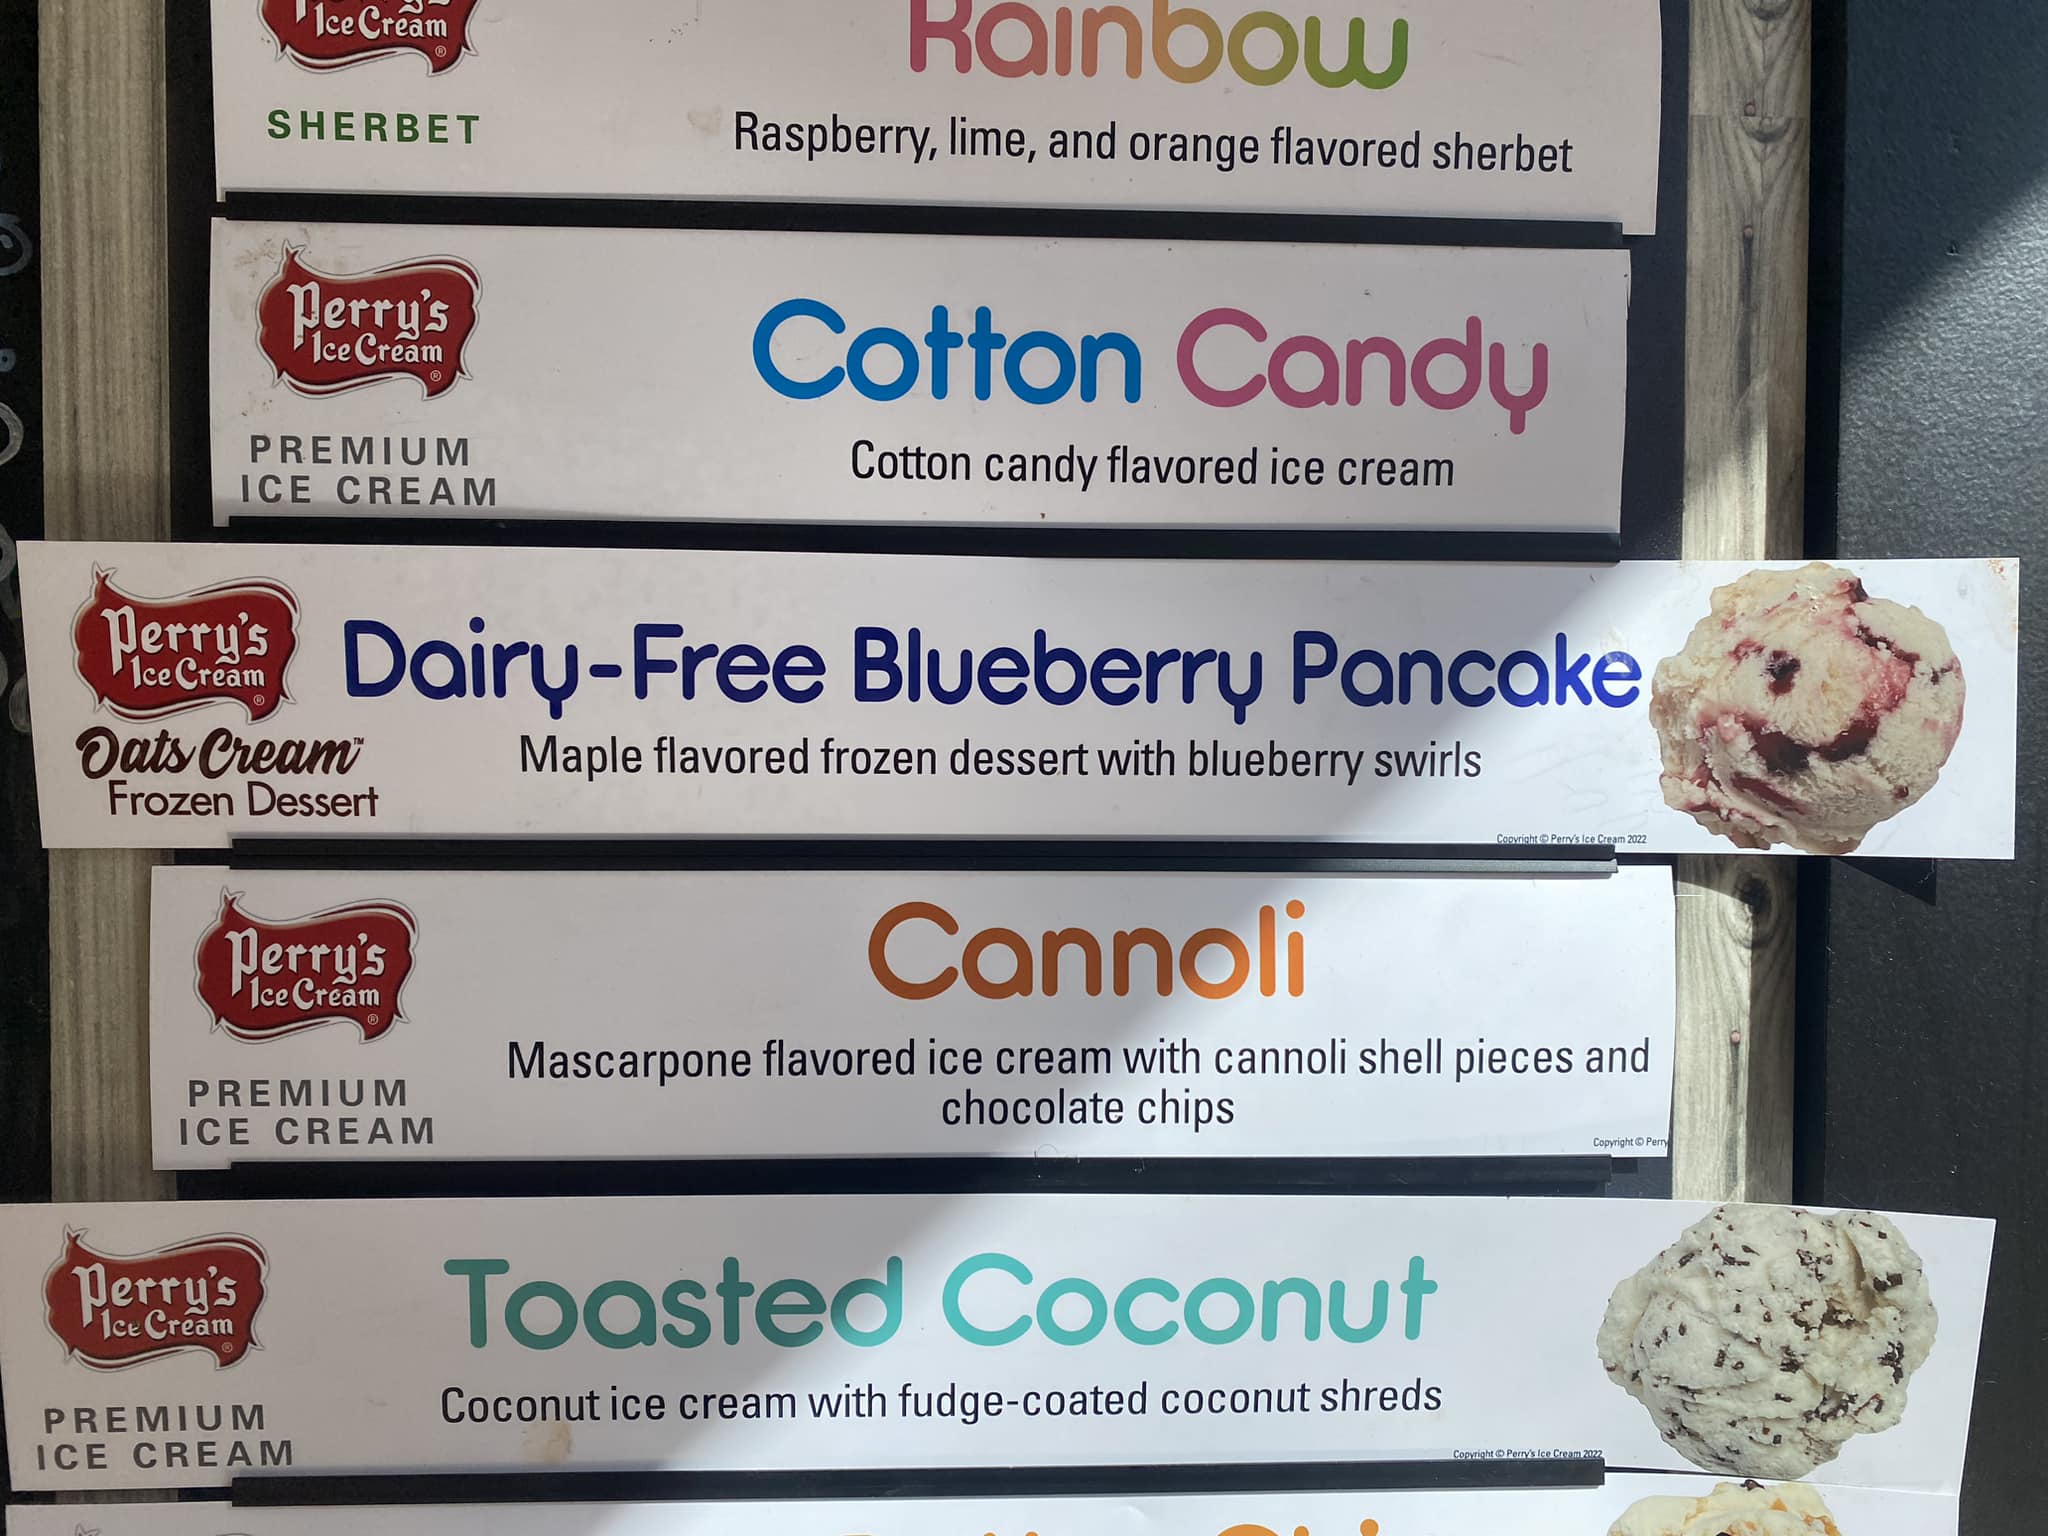 Ice Cream
®
SHERBET
Rainbow
Raspberry, lime, and orange flavored sherbet
Perry's
Ice Cream
®
PREMIUM
ICE CREAM
Cotton Candy
Cotton candy flavored ice cream
Perry's
Ice Cream
®
Oats Cream™
Frozen Dessert
Dairy-Free Blueberry Pancake
Maple flavored frozen dessert with blueberry swirls
Copyright © Perry's Ice Cream 2022
Perry's
Ice Cream
®
PREMIUM
ICE CREAM
Cannoli
Mascarpone flavored ice cream with cannoli shell pieces and
chocolate chips
Copyright © Perry
Perry's
Ice Cream
®
PREMIUM
ICE CREAM
Toasted Coconut
Coconut ice cream with fudge-coated coconut shreds
Copyright © Perry's Ice Cream 2022